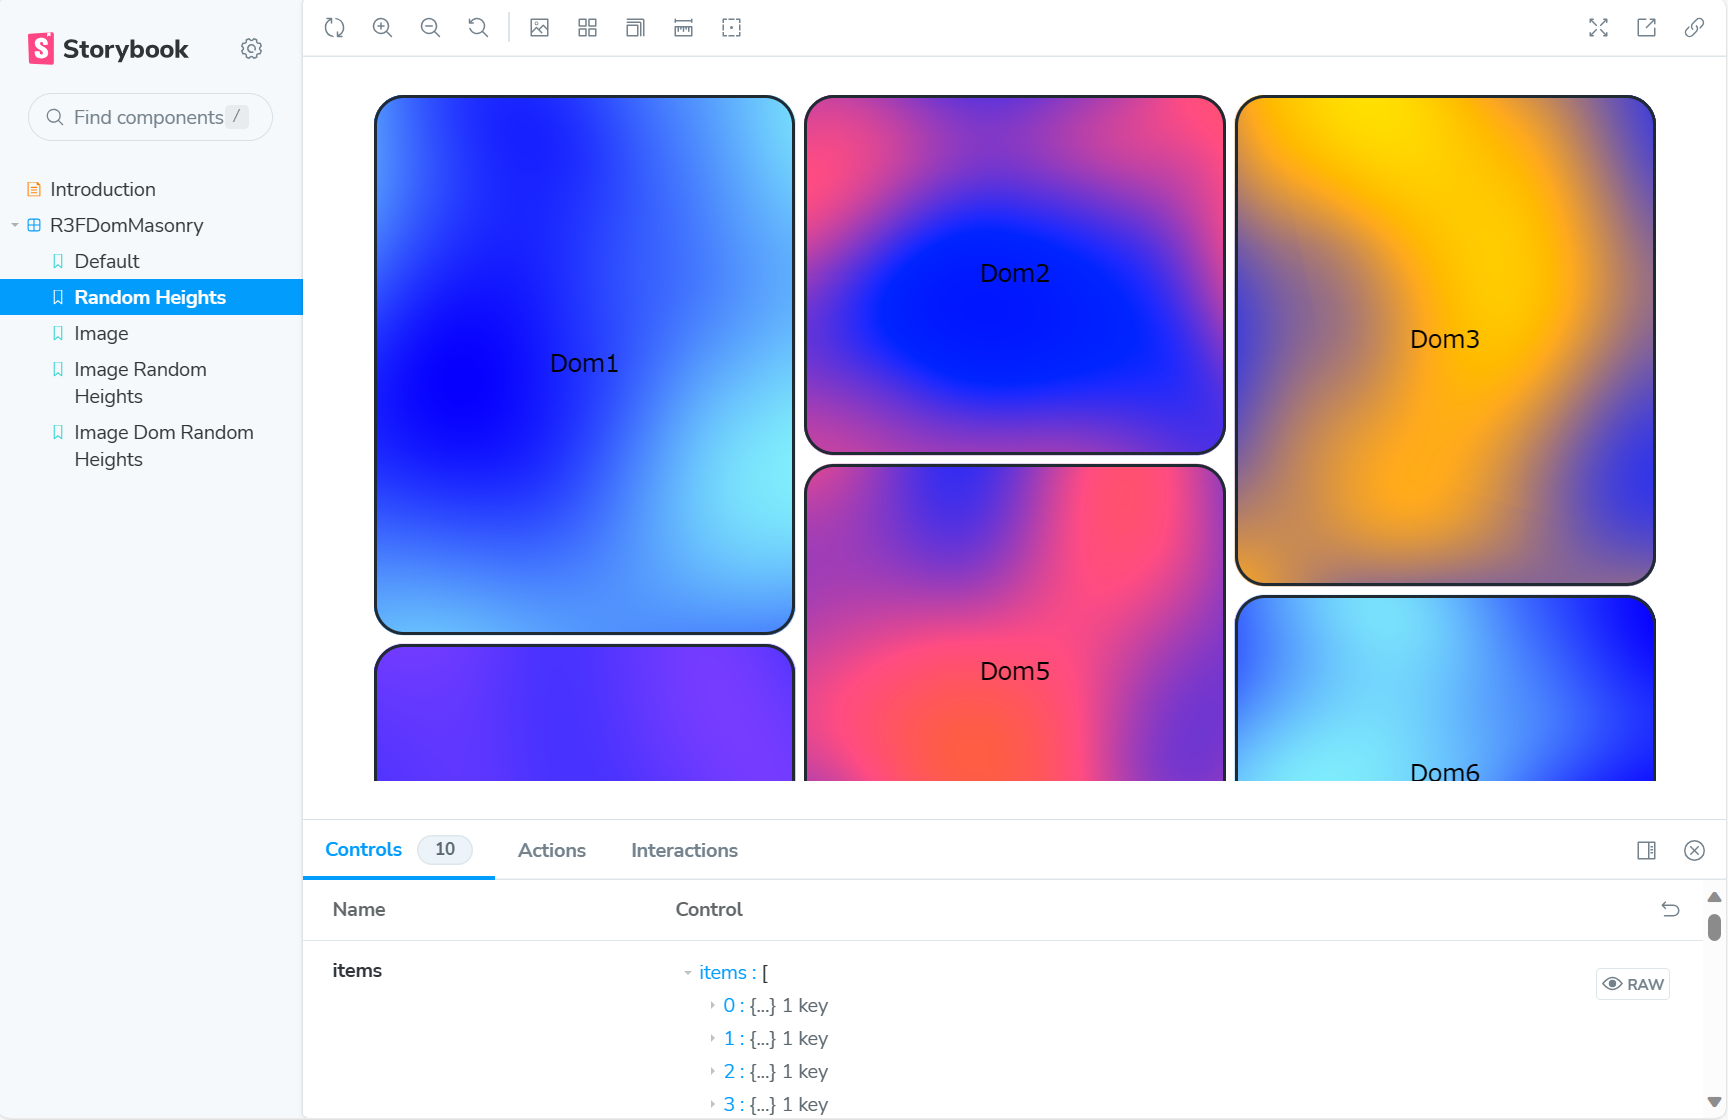 Storybook
Find components /
Introduction
R3FDomMasonry
Default
Random Heights
Image
Image Random
Heights
Image Dom Random
Heights
Dom1
Dom2
Dom3
Dom5
Dom6
Controls 10 Actions Interactions
Name Control
items items : [
RAW
0 : {...} 1 key
1 : {...} 1 key
2 : {...} 1 key
3 : {...} 1 key